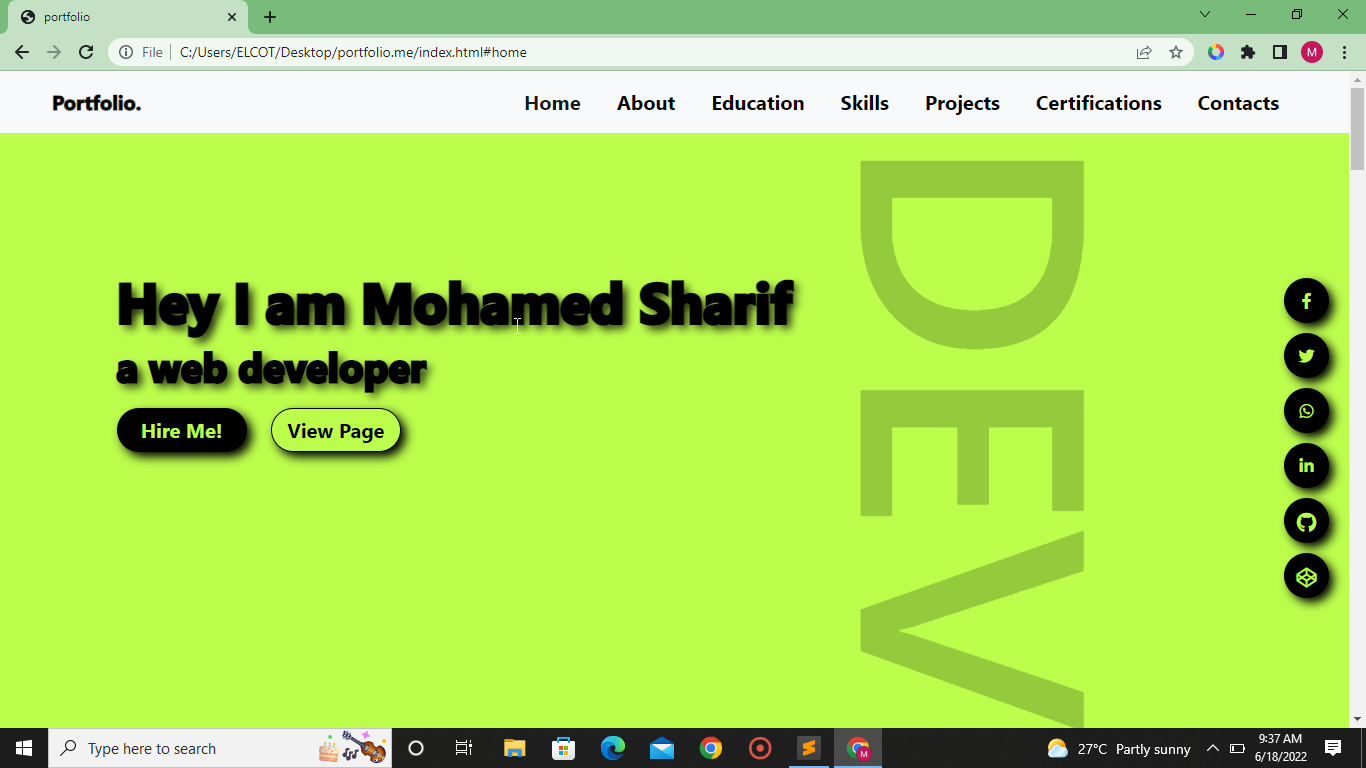 portfolio
File
C:/Users/ELCOT/Desktop/portfolio.me/index.html#home
M
Portfolio.
Home About Education Skills Projects Certifications Contacts
DEV
Hey I am Mohamed Sharif
a web developer
Hire Me! View Page
Type here to search
M
27°C Partly sunny
9:37 AM
6/18/2022